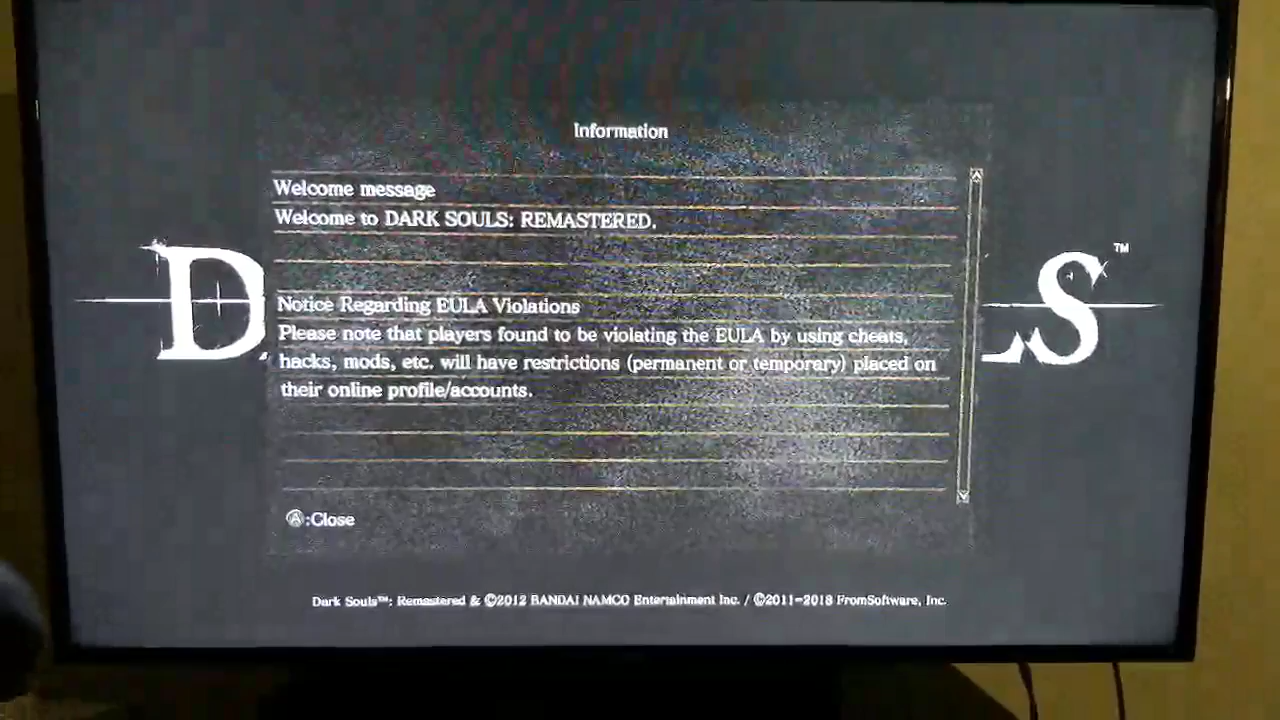 Information
Welcome message
Welcome to DARK SOULS: REMASTERED.
D LS™
Notice Regarding EULA Violations
Please note that players found to be violating the EULA by using cheats,
hacks, mods, etc. will have restrictions (permanent or temporary) placed on
their online profile/accounts.
Ⓐ:Close
Dark Souls™: Remastered & ©2012 BANDAI NAMCO Entertainment Inc. / ©2011-2018 FromSoftware, Inc.